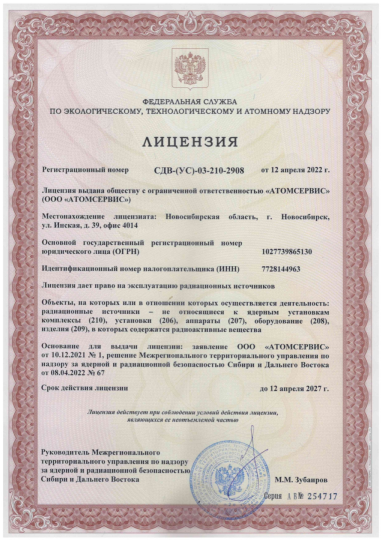 ФЕДЕРАЛЬНАЯ СЛУЖБА
ПО ЭКОЛОГИЧЕСКОМУ, ТЕХНОЛОГИЧЕСКОМУ И АТОМНОМУ НАДЗОРУ
ЛИЦЕНЗИЯ
Регистрационный номер СДВ-(УС)-03-210-2908 от 12 апреля 2022 г.
Лицензия выдана обществу с ограниченной ответственностью «АТОМСЕРВИС»
(ООО «АТОМСЕРВИС»)
Местонахождение лицензиата: Новосибирская область, г. Новосибирск,
ул. Инская, д. 39, офис 4014
Основной государственный регистрационный номер
юридического лица (ОГРН) 1027739865130
Идентификационный номер налогоплательщика (ИНН) 7728144963
Лицензия дает право на эксплуатацию радиационных источников
Объекты, на которых или в отношении которых осуществляется деятельность:
радиационные источники – не относящиеся к ядерным установкам
комплексы (210), установки (206), аппараты (207), оборудование (208),
изделия (209), в которых содержатся радиоактивные вещества
Основание для выдачи лицензии: заявление ООО «АТОМСЕРВИС»
от 10.12.2021 № 1, решение Межрегионального территориального управления по
надзору за ядерной и радиационной безопасностью Сибири и Дальнего Востока
от 08.04.2022 № 67
Срок действия лицензии до 12 апреля 2027 г.
Лицензия действует при соблюдении условий действия лицензии,
являющихся ее неотъемлемой частью
Руководитель Межрегионального
территориального управления по надзору
за ядерной и радиационной безопасностью
Сибири и Дальнего Востока М.М. Зубаиров
Серия А В № 254717